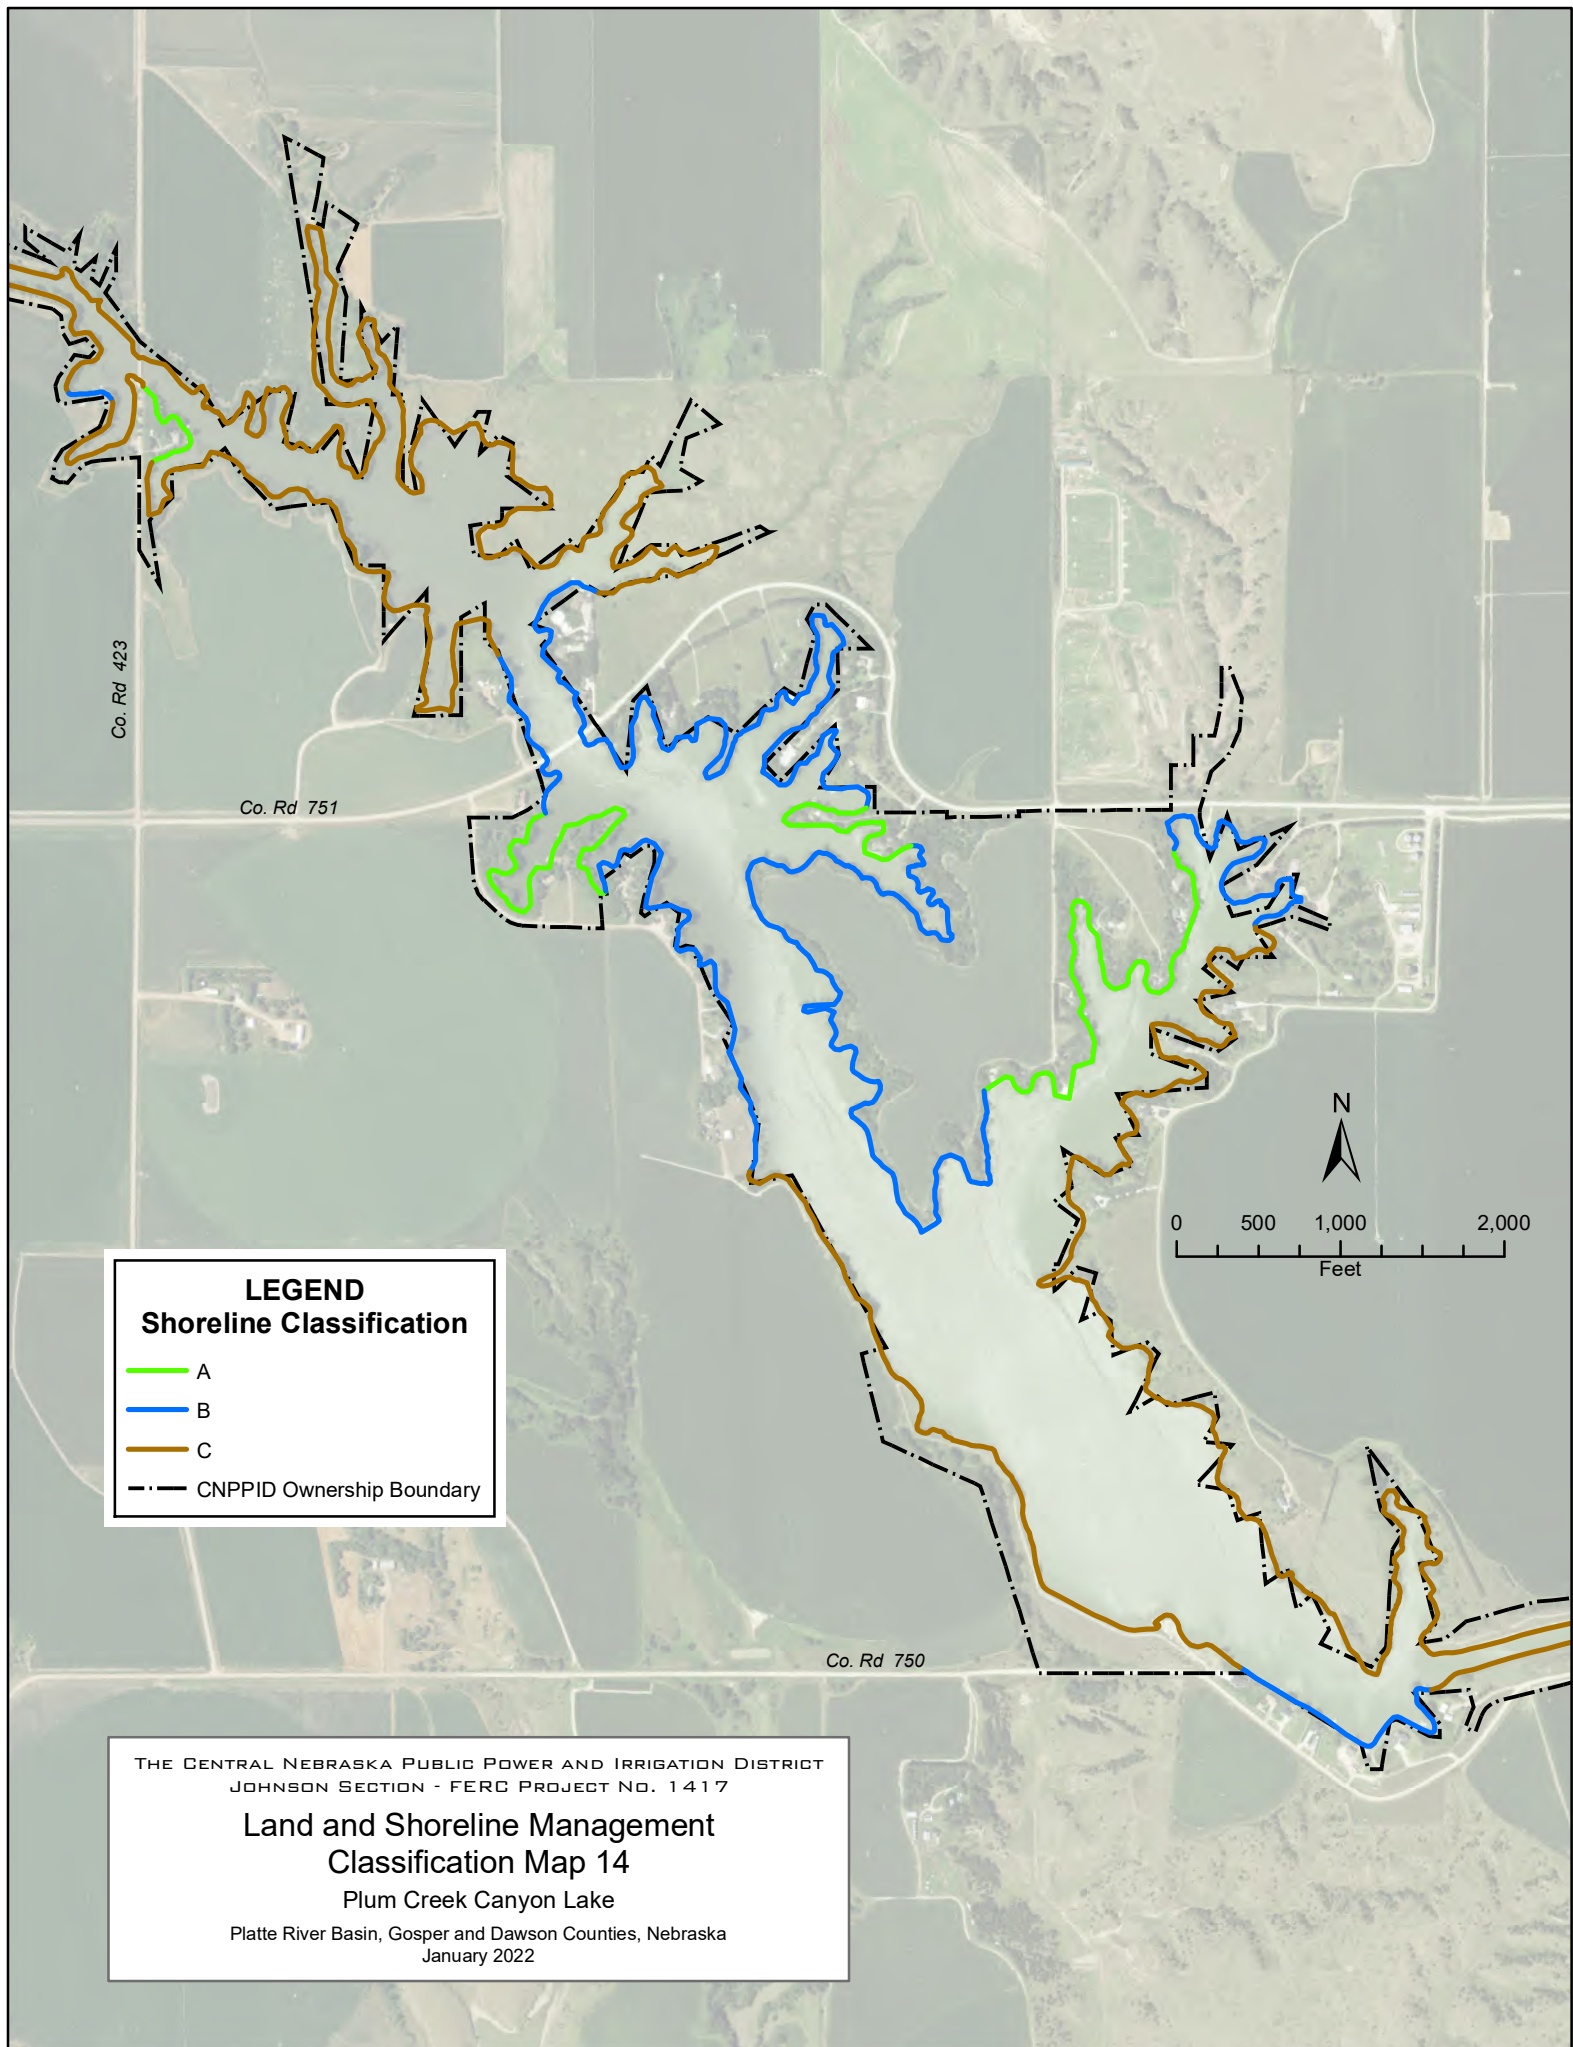 Co. Rd 423
Co. Rd 751
N
0 500 1,000 2,000
Feet
LEGEND
Shoreline Classification
A
B
C
CNPPID Ownership Boundary
Co. Rd 750
THE CENTRAL NEBRASKA PUBLIC POWER AND IRRIGATION DISTRICT
JOHNSON SECTION - FERC PROJECT NO. 1417
Land and Shoreline Management
Classification Map 14
Plum Creek Canyon Lake
Platte River Basin, Gosper and Dawson Counties, Nebraska
January 2022